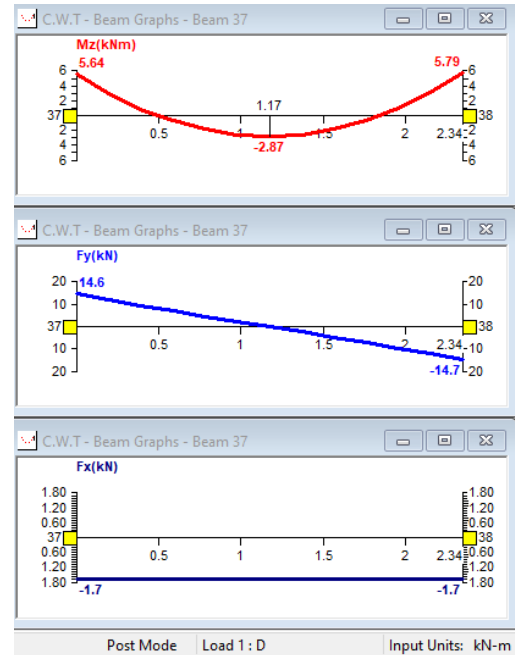 C.W.T - Beam Graphs - Beam 37
Mz(kNm)
5.64 5.79
6 6
4 4
2 1.17 2
37 38
2 0.5 1 1.5 2 2.34 2
4 -2.87 4
6 6
C.W.T - Beam Graphs - Beam 37
Fy(kN)
20 14.6 20
10 10
37 38
10 0.5 1 1.5 2 2.34 10
20 -14.7 20
C.W.T - Beam Graphs - Beam 37
Fx(kN)
1.80 1.80
1.20 1.20
0.60 0.60
37 38
0.60 0.5 1 1.5 2 2.34 0.60
1.20 1.20
1.80 -1.7 -1.7 1.80
Post Mode Load 1 : D Input Units: kN-m